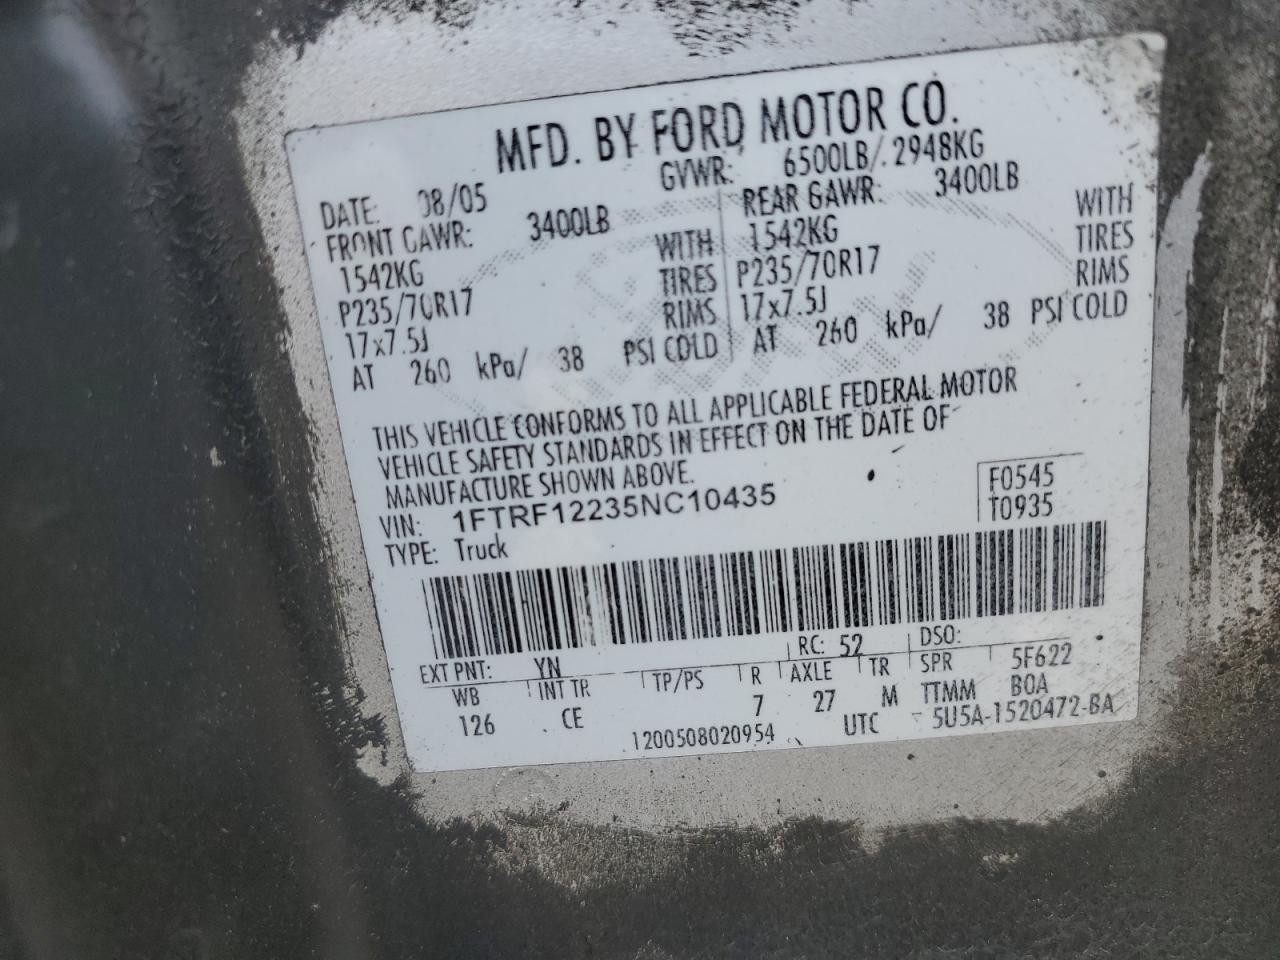 MFD. BY FORD MOTOR CO.
DATE: 08/05 GVWR: 6500LB/ 2948KG
FRONT GAWR: 3400LB REAR GAWR: 3400LB
1542KG WITH 1542KG WITH
P235/70R17 TIRES P235/70R17 TIRES
17x7.5J RIMS 17x7.5J RIMS
AT 260 kPa/ 38 PSI COLD AT 260 kPa/ 38 PSI COLD
THIS VEHICLE CONFORMS TO ALL APPLICABLE FEDERAL MOTOR
VEHICLE SAFETY STANDARDS IN EFFECT ON THE DATE OF
MANUFACTURE SHOWN ABOVE.
VIN: 1FTRF12235NC10435 F0545
TYPE: Truck T0935
EXT PNT: YN RC: 52 DSO:
WB INT TR TP/PS R AXLE TR SPR 5F622
126 CE 7 27 M TTMM BOA
1200508020954 UTC 5U5A-1520472-BA